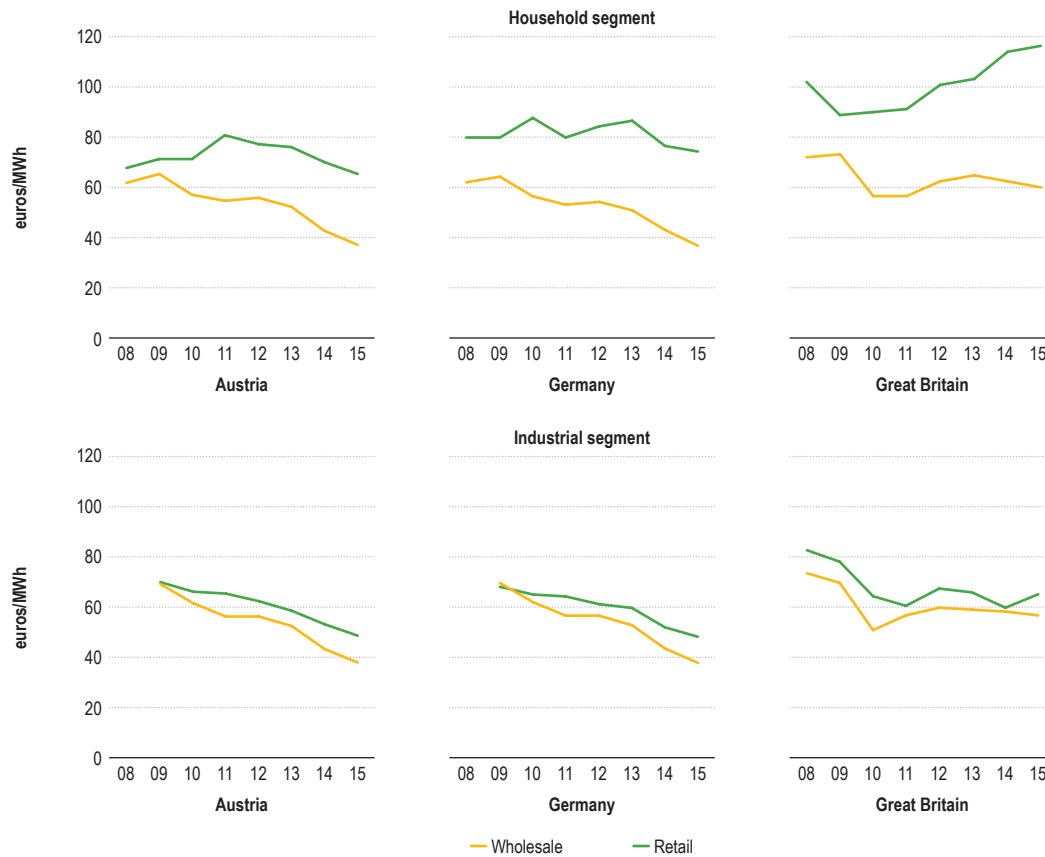 Household segment
euros/MWh
120
100
80
60
40
20
0
08 09 10 11 12 13 14 15
Austria
08 09 10 11 12 13 14 15
Germany
08 09 10 11 12 13 14 15
Great Britain
Industrial segment
euros/MWh
120
100
80
60
40
20
0
08 09 10 11 12 13 14 15
Austria
08 09 10 11 12 13 14 15
Germany
08 09 10 11 12 13 14 15
Great Britain
Wholesale Retail